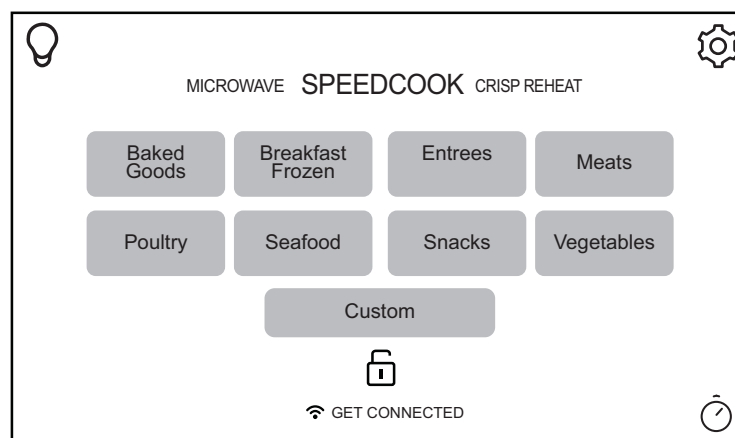 MICROWAVE SPEEDCOOK CRISP REHEAT
Baked
Goods
Breakfast
Frozen
Entrees
Meats
Poultry
Seafood
Snacks
Vegetables
Custom
GET CONNECTED